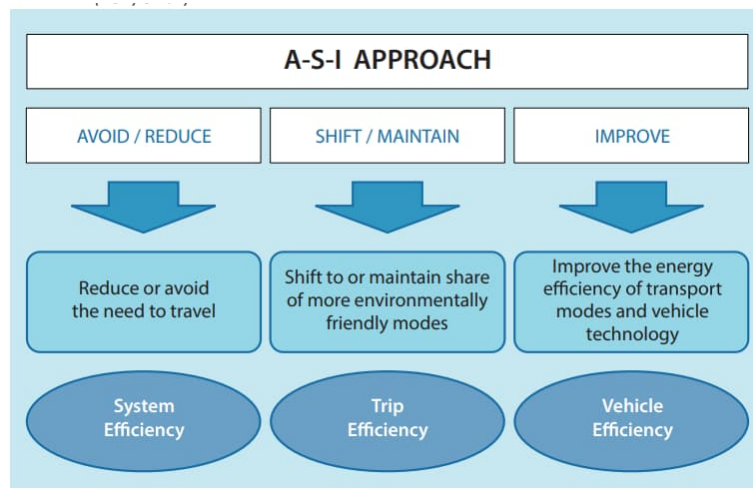 A-S-I APPROACH
AVOID / REDUCE
SHIFT / MAINTAIN
IMPROVE
Reduce or avoid
the need to travel
Shift to or maintain share
of more environmentally
friendly modes
Improve the energy
efficiency of transport
modes and vehicle
technology
System
Efficiency
Trip
Efficiency
Vehicle
Efficiency